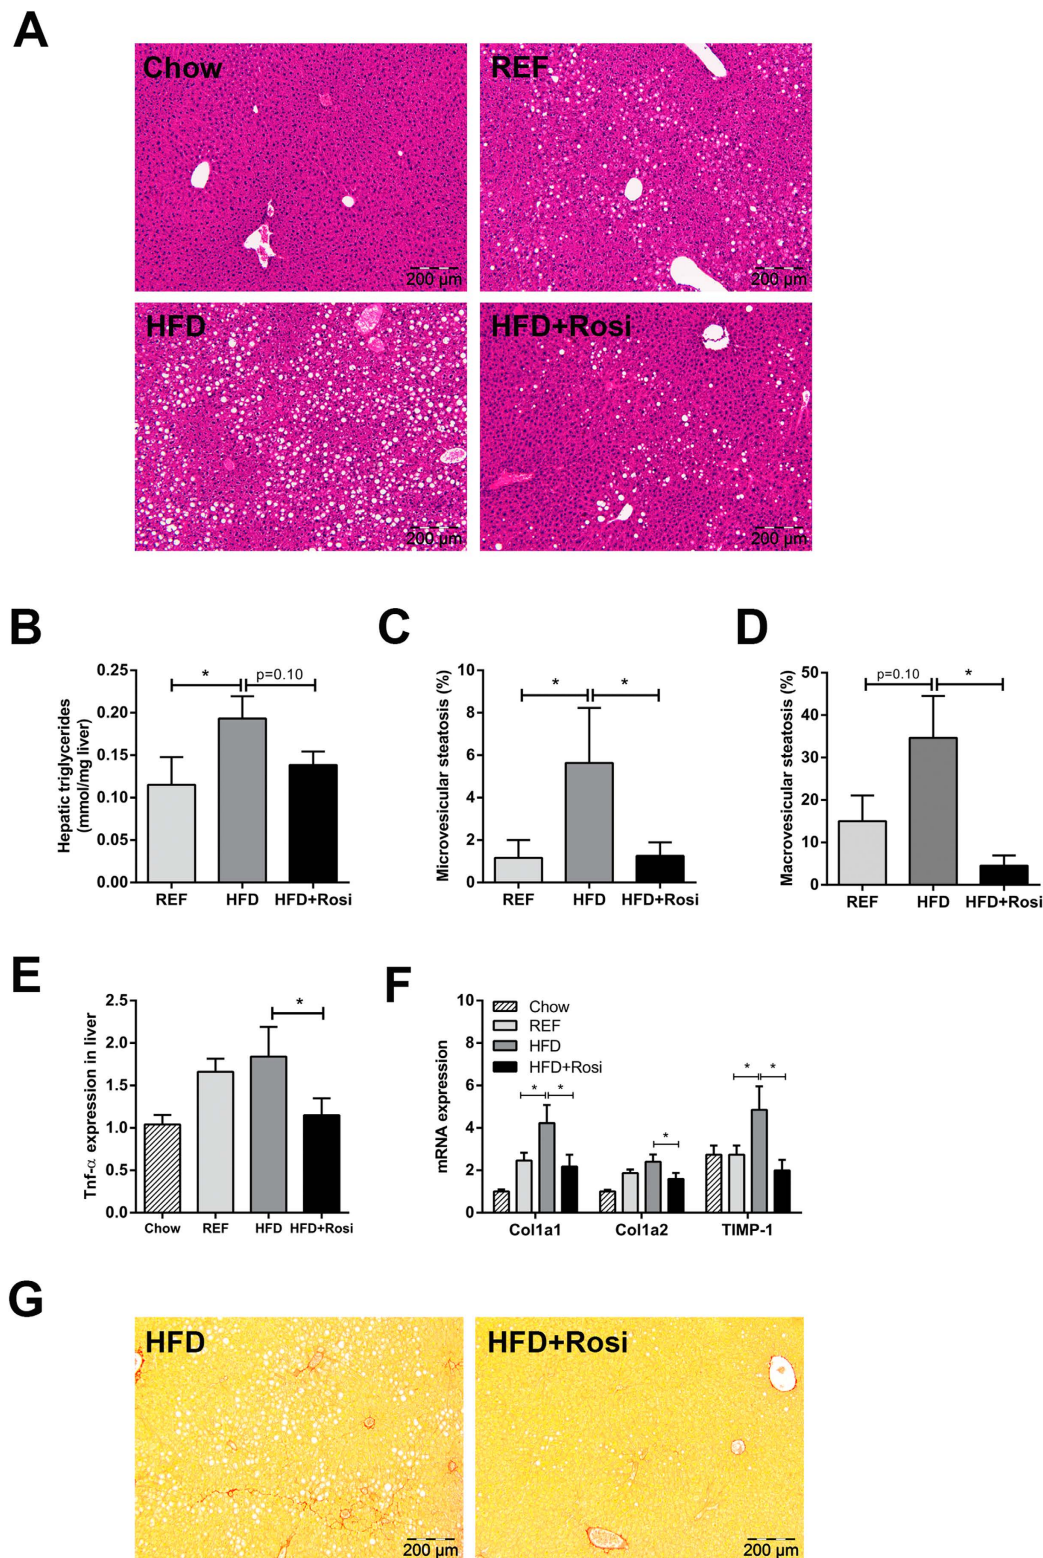 A
Chow
REF
200 µm
200 µm
HFD
HFD+Rosi
200 µm
200 µm
B
Hepatic triglycerides
(mmol/mg liver)
0.25
0.20
0.15
0.10
0.05
0.00
*
p=0.10
REF HFD HFD+Rosi
C
Microvesicular steatosis (%)
10
8
6
4
2
0
*
*
REF HFD HFD+Rosi
D
Macrovesicular steatosis (%)
50
40
30
20
10
0
p=0.10
*
REF HFD HFD+Rosi
E
Tnf-α expression in liver
2.5
2.0
1.5
1.0
0.5
0.0
*
Chow REF HFD HFD+Rosi
F
mRNA expression
10
8
6
4
2
0
Chow
REF
HFD
HFD+Rosi
* *
*
* *
Col1a1 Col1a2 TIMP-1
G
HFD
HFD+Rosi
200 µm
200 µm